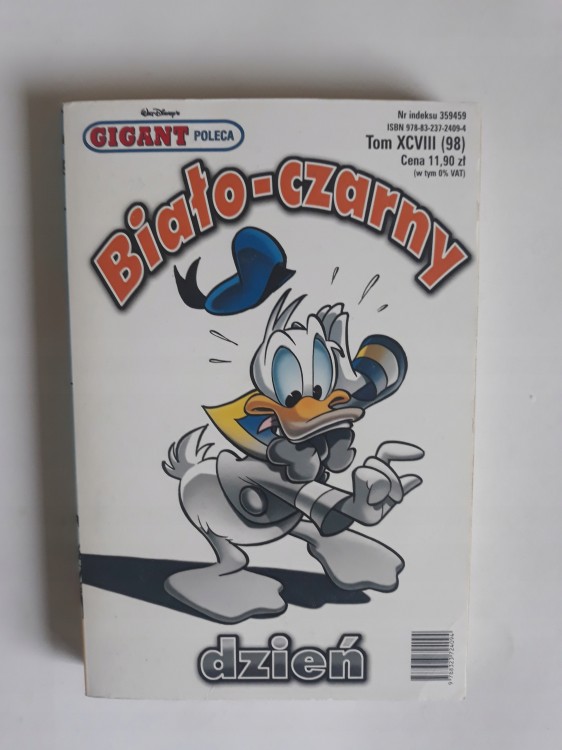 Walt Disney's
GIGANT POLECA
Nr indeksu 359459
ISBN 978-83-237-2409-4
Tom XCVIII (98)
Cena 11,90 zł
(w tym 0% VAT)
Biało-czarny
dzień
9788323724094